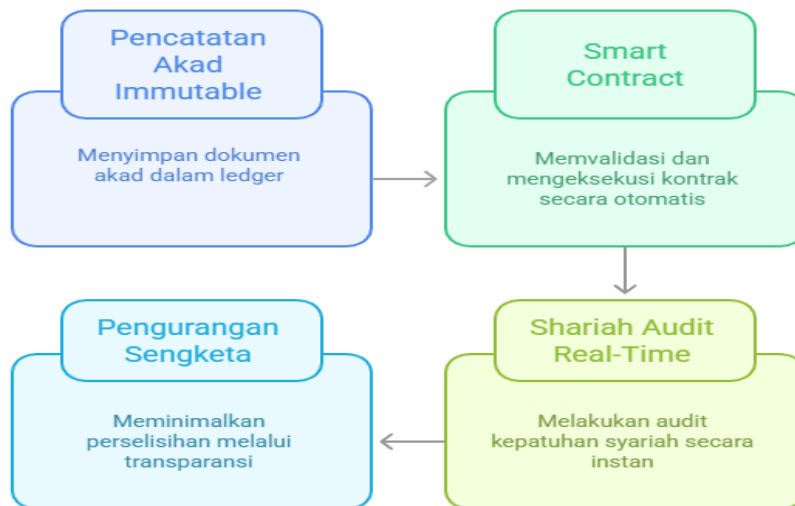 Pencatatan
Akad
Immutable
Menyimpan dokumen
akad dalam ledger
Smart
Contract
Memvalidasi dan
mengeksekusi kontrak
secara otomatis
Shariah Audit
Real-Time
Melakukan audit
kepatuhan syariah secara
instan
Pengurangan
Sengketa
Meminimalkan
perselisihan melalui
transparansi